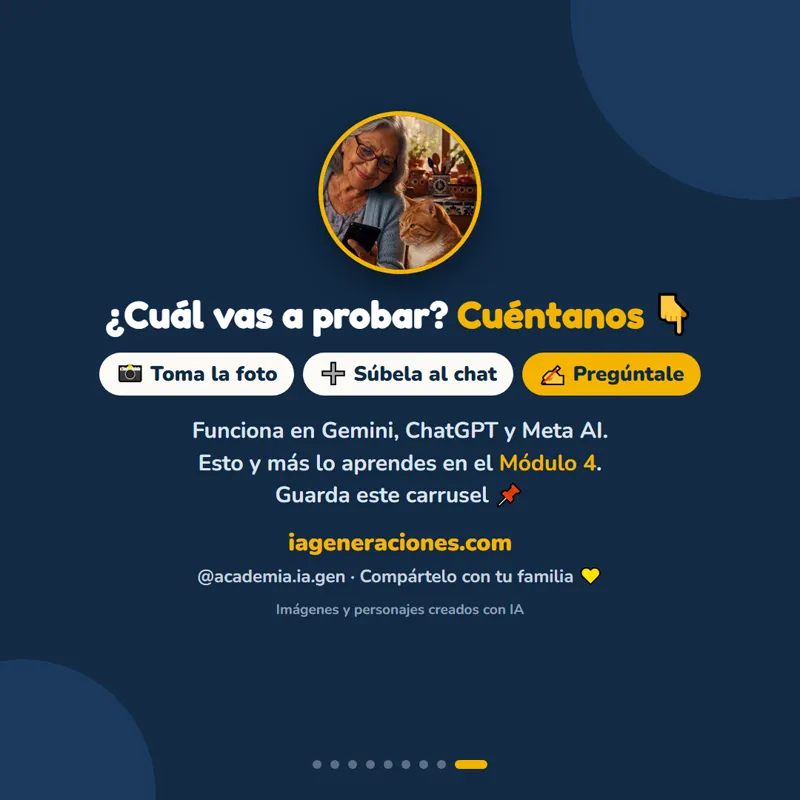 ¿Cuál vas a probar? Cuéntanos 👇
📸 Toma la foto ➕ Súbela al chat ✍️ Pregúntale
Funciona en Gemini, ChatGPT y Meta AI.
Esto y más lo aprendes en el Módulo 4.
Guarda este carrusel 📌
iageneraciones.com
@academia.ia.gen · Compártelo con tu familia 💛
Imágenes y personajes creados con IA